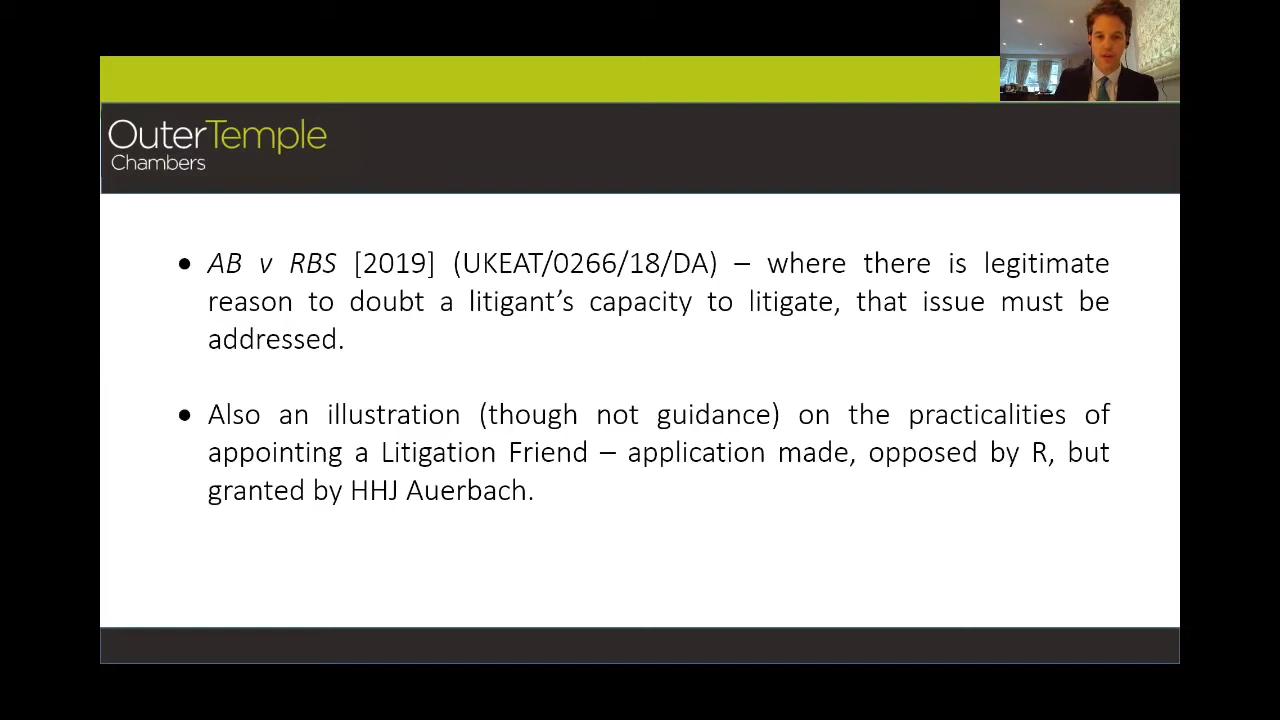 OuterTemple
Chambers
• AB v RBS [2019] (UKEAT/0266/18/DA) – where there is legitimate
reason to doubt a litigant’s capacity to litigate, that issue must be
addressed.
• Also an illustration (though not guidance) on the practicalities of
appointing a Litigation Friend – application made, opposed by R, but
granted by HHJ Auerbach.